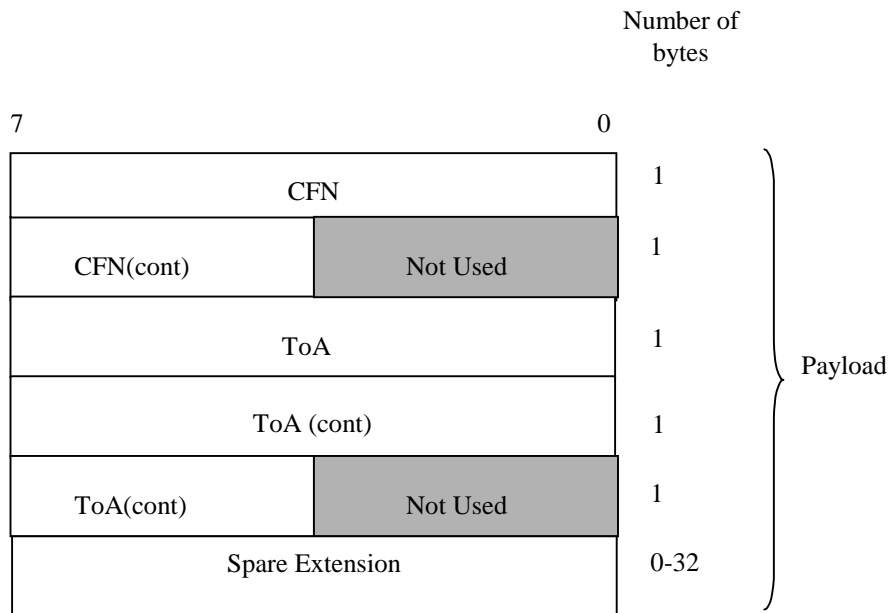 Number of
bytes
7 0
CFN 1
CFN(cont) Not Used 1
ToA 1
Payload
ToA (cont) 1
ToA(cont) Not Used 1
Spare Extension 0-32